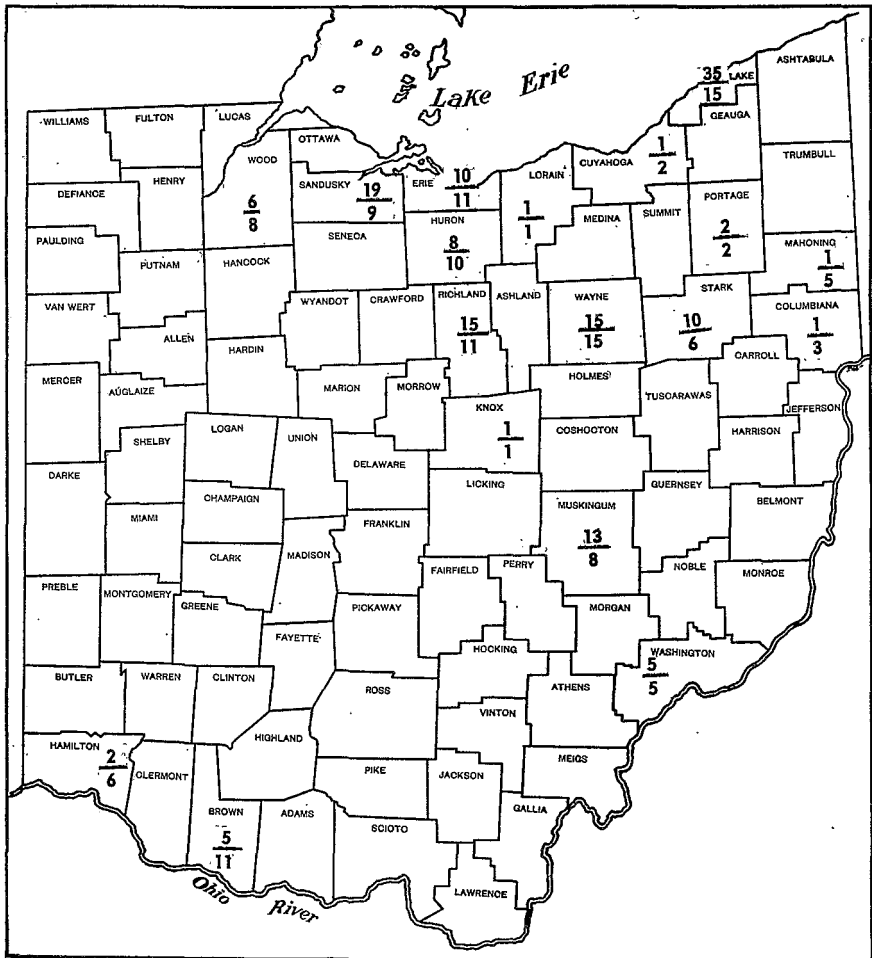 Lake Erie
ASHTABULA
35 LAKE
15
GEAUGA
WILLIAMS
FULTON
LUCAS
OTTAWA
WOOD
6
8
CUYAHOGA
1
2
LORAIN
1
1
TRUMBULL
DEFIANCE
HENRY
SANDUSKY
19
9
ERIE
10
11
HURON
8
10
MEDINA
SUMMIT
PORTAGE
2
2
PAULDING
PUTNAM
HANCOCK
SENECA
MAHONING
1
5
VAN WERT
ALLEN
WYANDOT
CRAWFORD
RICHLAND
15
11
ASHLAND
WAYNE
15
15
STARK
10
6
COLUMBIANA
1
3
HARDIN
CARROLL
MERCER
AUGLAIZE
MARION
MORROW
HOLMES
TUSCARAWAS
JEFFERSON
KNOX
1
1
LOGAN
UNION
SHELBY
COSHOCTON
HARRISON
DELAWARE
DARKE
LICKING
GUERNSEY
CHAMPAIGN
BELMONT
MIAMI
FRANKLIN
MUSKINGUM
13
8
CLARK
MADISON
FAIRFIELD
PERRY
NOBLE
MONROE
PREBLE
MONTGOMERY
GREENE
PICKAWAY
MORGAN
FAYETTE
HOCKING
WASHINGTON
5
5
BUTLER
WARREN
CLINTON
ROSS
ATHENS
VINTON
HIGHLAND
HAMILTON
2
6
CLERMONT
PIKE
JACKSON
MEIGS
BROWN
5
11
ADAMS
SCIOTO
GALLIA
LAWRENCE
Ohio River